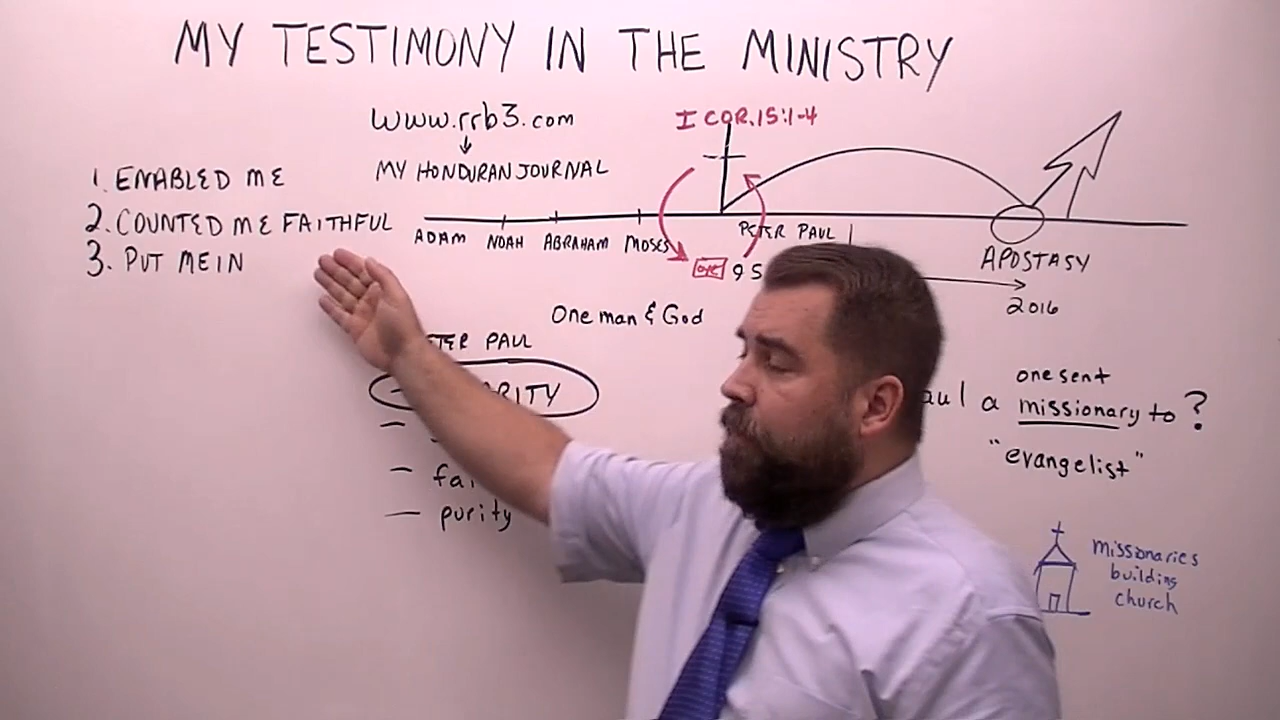 MY TESTIMONY IN THE MINISTRY
www.rrb3.com
MY HONDURAN JOURNAL
1. ENABLED ME
2. COUNTED ME FAITHFUL
3. PUT ME IN
I COR. 15:1-4
ADAM NOAH ABRAHAM MOSES
PETER PAUL
9 5
APOSTASY
2016
One man & God
PAUL
purity
a
one sent
missionary to?
"evangelist"
missionaries
building
church